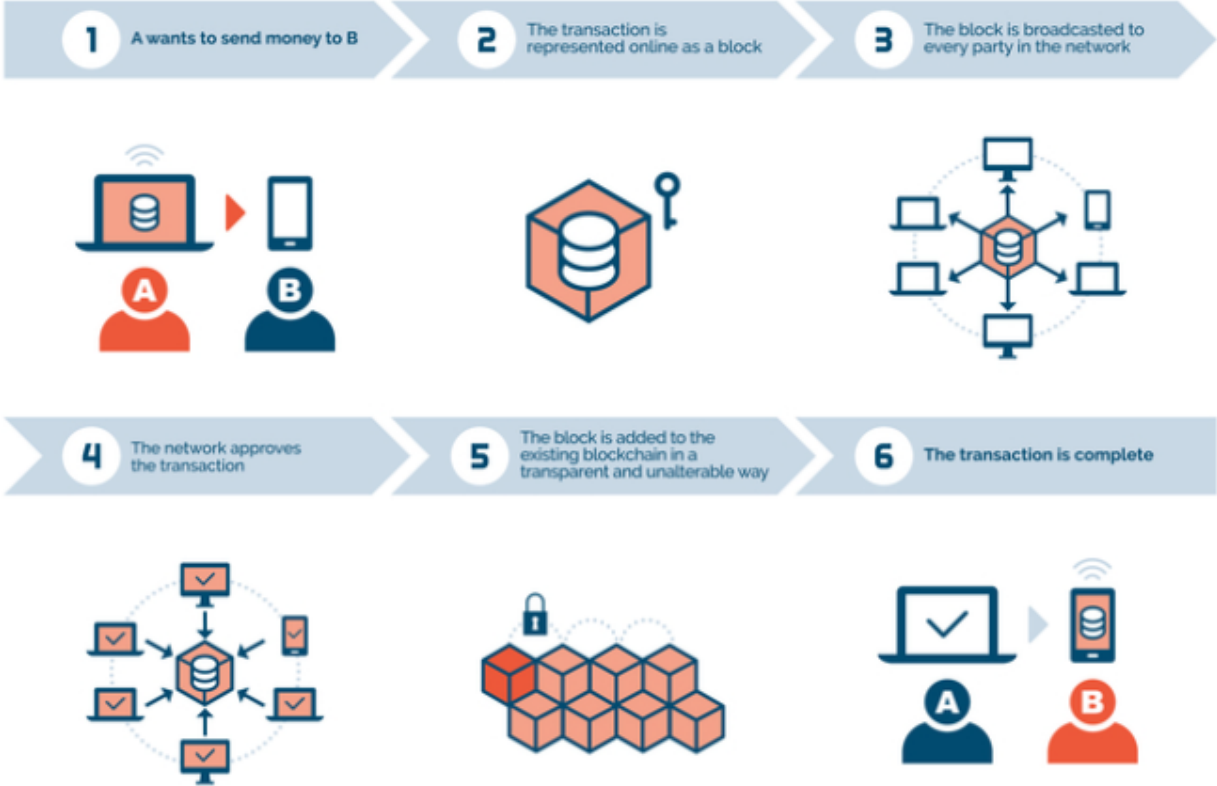 1
A wants to send money to B
2
The transaction is
represented online as a block
3
The block is broadcasted to
every party in the network
A
B
4
The network approves
the transaction
5
The block is added to the
existing blockchain in a
transparent and unalterable way
6
The transaction is complete
A
B